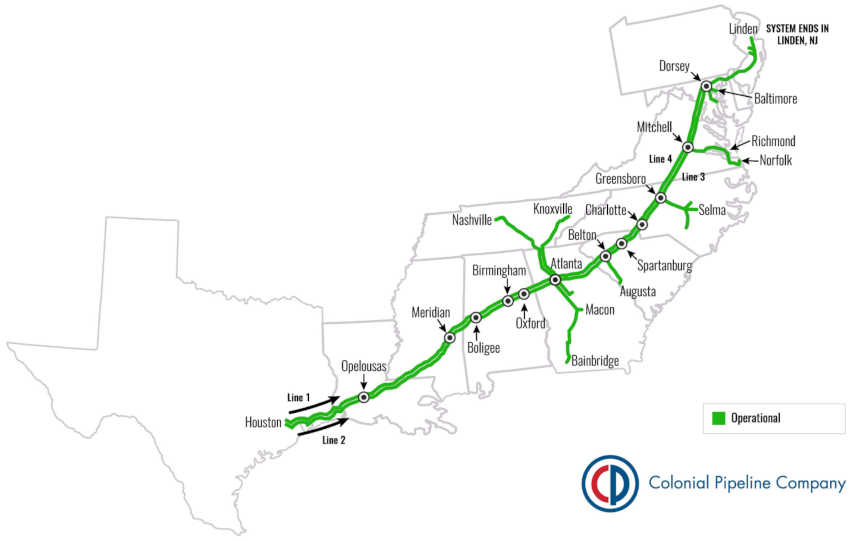 Linden
SYSTEM ENDS IN
LINDEN, NJ
Dorsey
Baltimore
Mitchell
Richmond
Line 4
Norfolk
Line 3
Greensboro
Knoxville
Charlotte
Selma
Nashville
Belton
Birmingham
Atlanta
Spartanburg
Augusta
Meridian
Oxford
Macon
Boligee
Opelousas
Bainbridge
Line 1
Houston
Line 2
Operational
CP
Colonial Pipeline Company